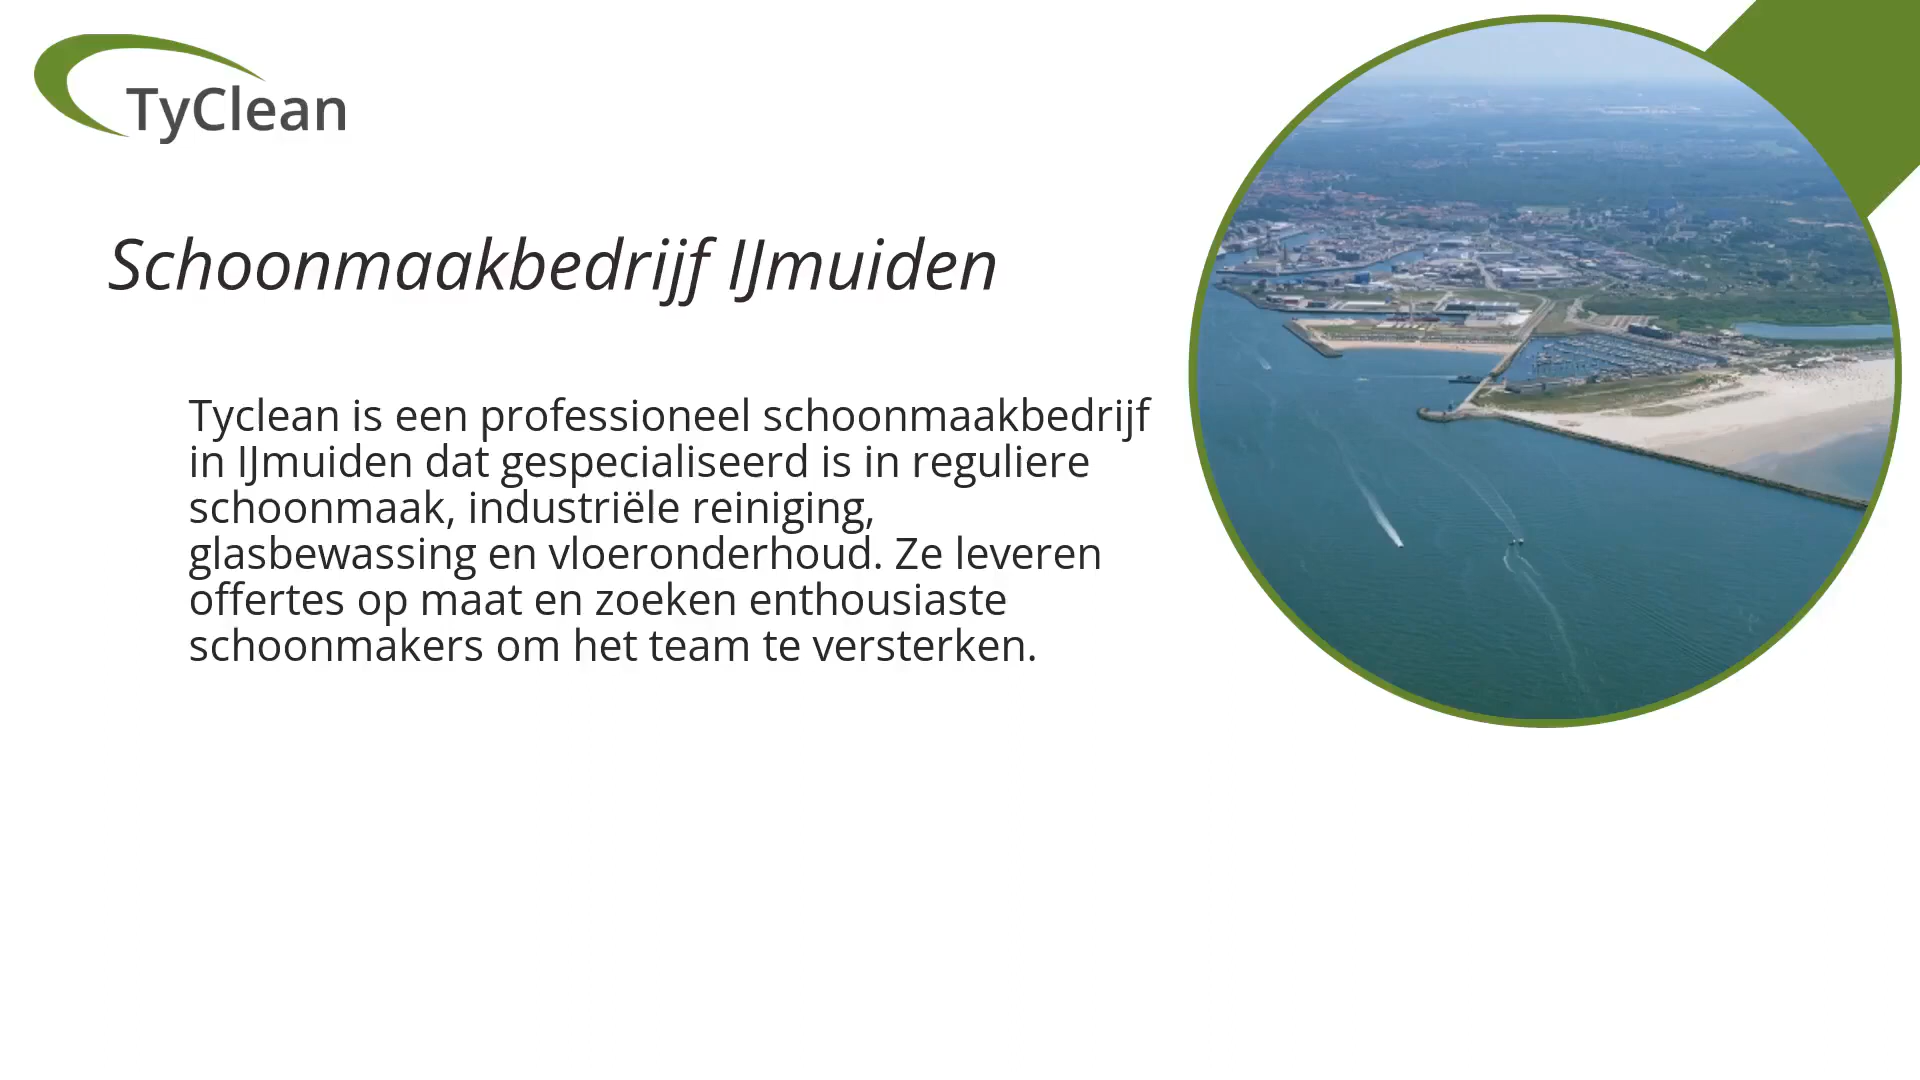 TyClean
Schoonmaakbedrijf IJmuiden
Tyclean is een professioneel schoonmaakbedrijf
in IJmuiden dat gespecialiseerd is in reguliere
schoonmaak, industriële reiniging,
glasbewassing en vloeronderhoud. Ze leveren
offertes op maat en zoeken enthousiaste
schoonmakers om het team te versterken.